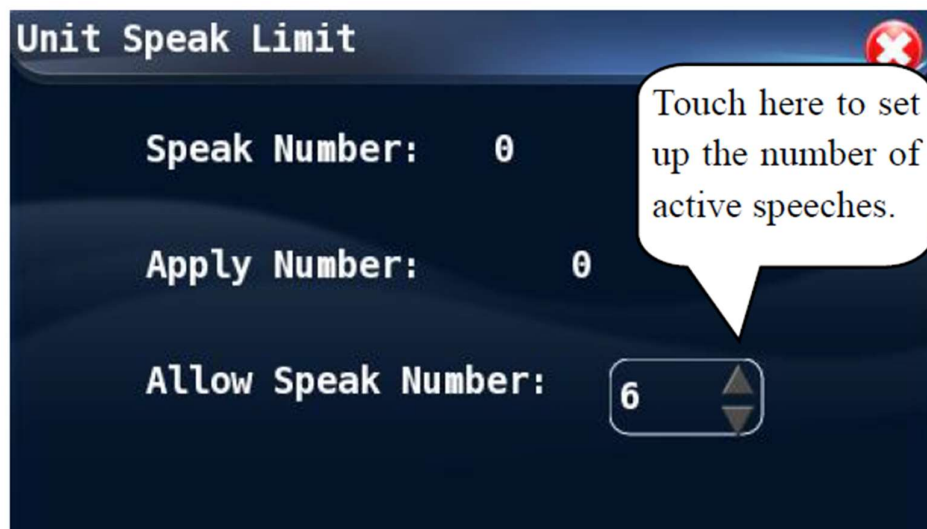 Unit Speak Limit
Touch here to set
up the number of
active speeches.
Speak Number: 0
Apply Number: 0
Allow Speak Number: 6